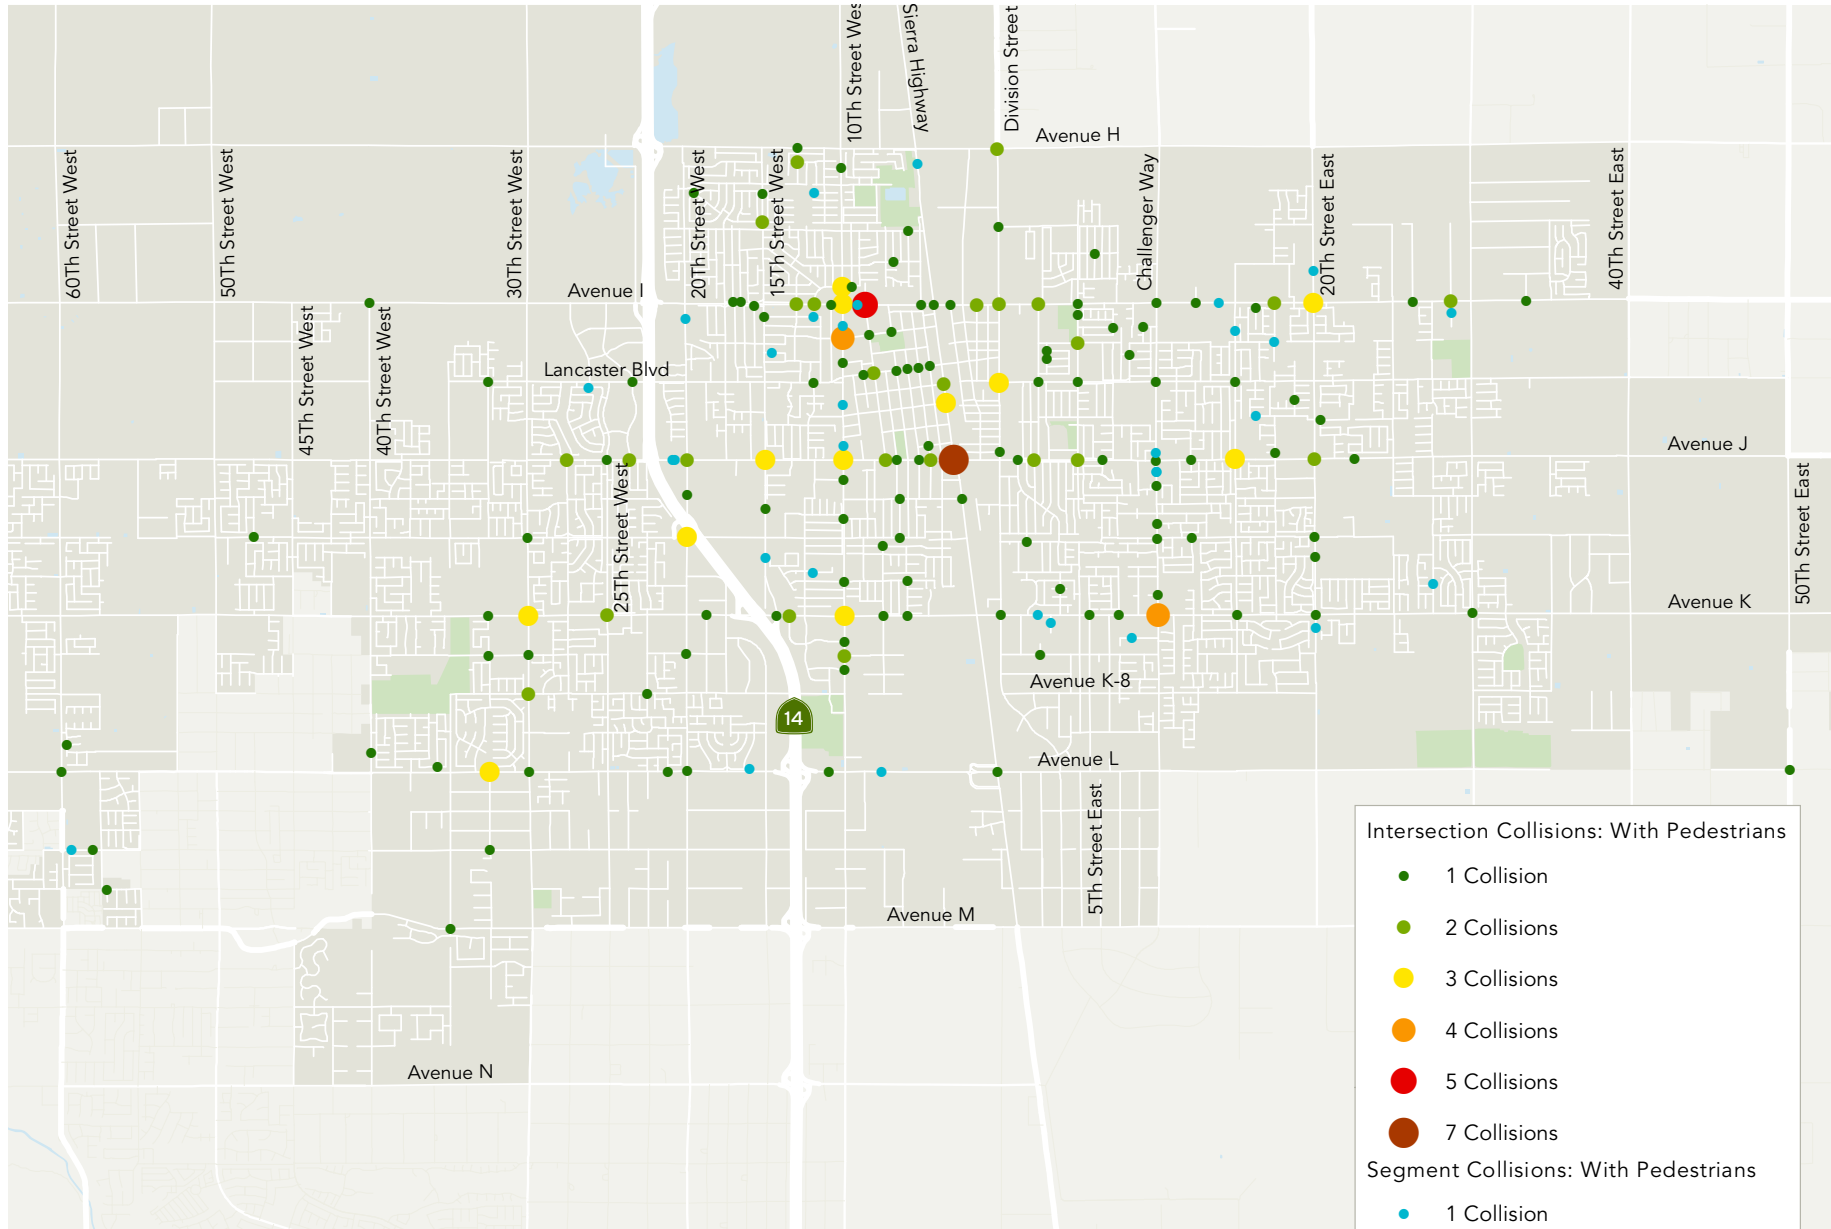 10Th Street Wes
Sierra Highway
Division Street
Avenue H
60Th Street West
50Th Street West
30Th Street West
20Th Street West
15Th Street West
Challenger Way
20Th Street East
40Th Street East
Avenue I
45Th Street West
40Th Street West
Lancaster Blvd
Avenue J
25Th Street West
50Th Street East
Avenue K
Avenue K-8
14
Avenue L
5Th Street East
Avenue M
Avenue N
Intersection Collisions: With Pedestrians
1 Collision
2 Collisions
3 Collisions
4 Collisions
5 Collisions
7 Collisions
Segment Collisions: With Pedestrians
1 Collision